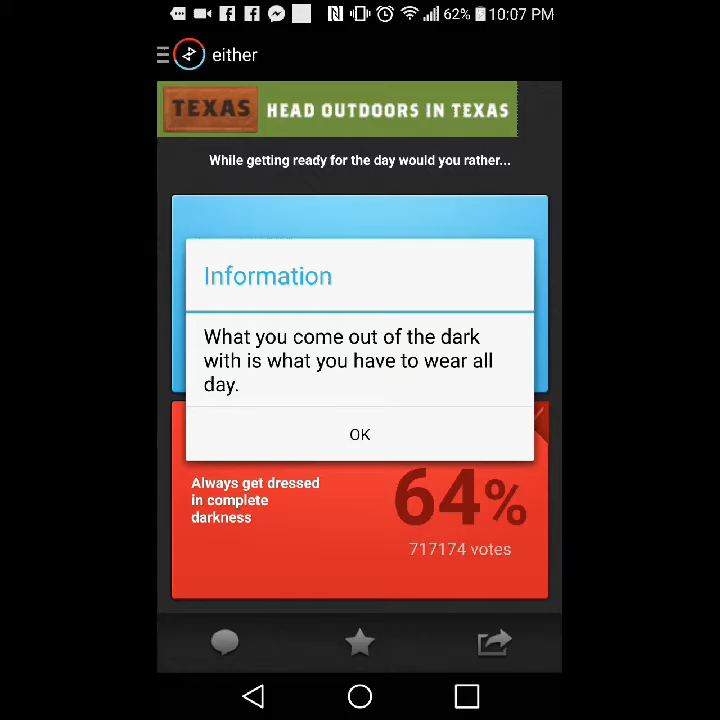 62% 10:07 PM
either
TEXAS HEAD OUTDOORS IN TEXAS
While getting ready for the day would you rather...
Information
What you come out of the dark
with is what you have to wear all
day.
OK
Always get dressed
in complete
darkness
64%
717174 votes